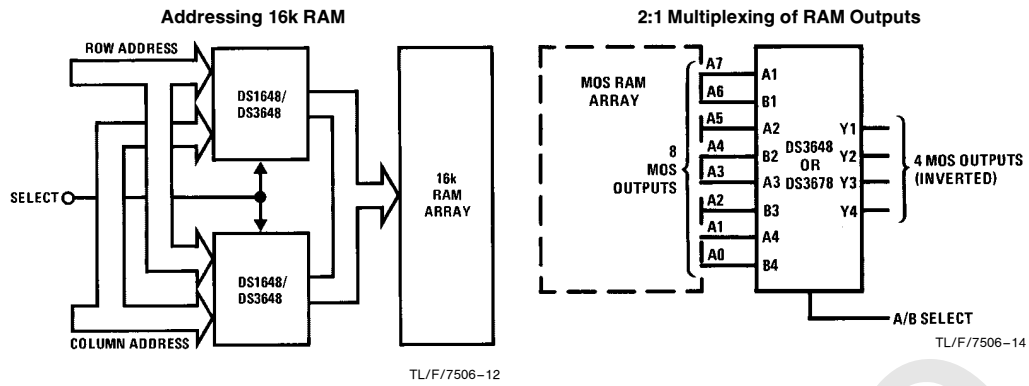 Addressing 16k RAM
ROW ADDRESS
DS1648/
DS3648
SELECT
16k
RAM
ARRAY
DS1648/
DS3648
COLUMN ADDRESS
TL/F/7506–12
2:1 Multiplexing of RAM Outputs
MOS RAM
ARRAY
8
MOS
OUTPUTS
A7
A6
A5
A4
A3
A2
A1
A0
A1
B1
A2
B2
A3
B3
A4
B4
DS3648
OR
DS3678
Y1
Y2
Y3
Y4
4 MOS OUTPUTS
(INVERTED)
A/B SELECT
TL/F/7506–14